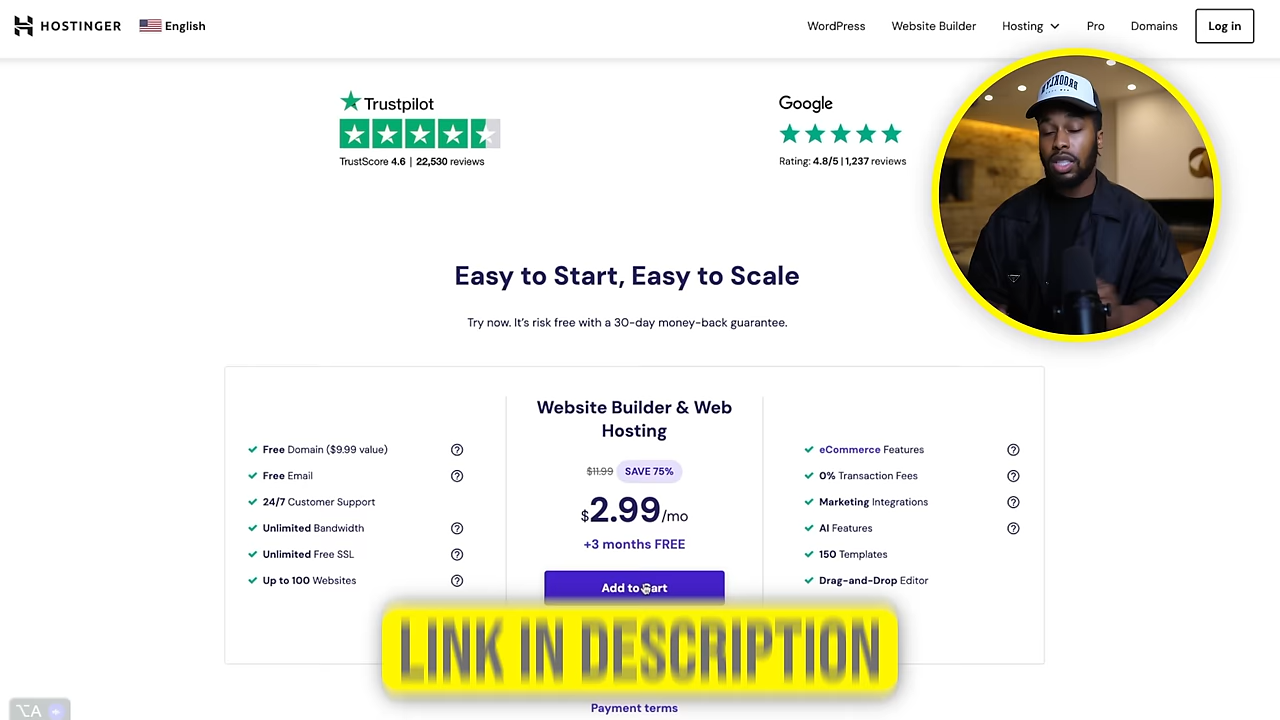 HOSTINGER
English
WordPress
Website Builder
Hosting
Pro
Domains
Log in
Trustpilot
TrustScore 4.6 | 22,530 reviews
Google
Rating: 4.8/5 | 1,237 reviews
BROOKLYN
Easy to Start, Easy to Scale
Try now. It's risk free with a 30-day money-back guarantee.
Free Domain ($9.99 value)
Free Email
24/7 Customer Support
Unlimited Bandwidth
Unlimited Free SSL
Up to 100 Websites
Website Builder & Web
Hosting
$11.99 SAVE 75%
$2.99/mo
+3 months FREE
Add to Cart
eCommerce Features
0% Transaction Fees
Marketing Integrations
AI Features
150 Templates
Drag-and-Drop Editor
LINK IN DESCRIPTION
Payment terms
⌥A